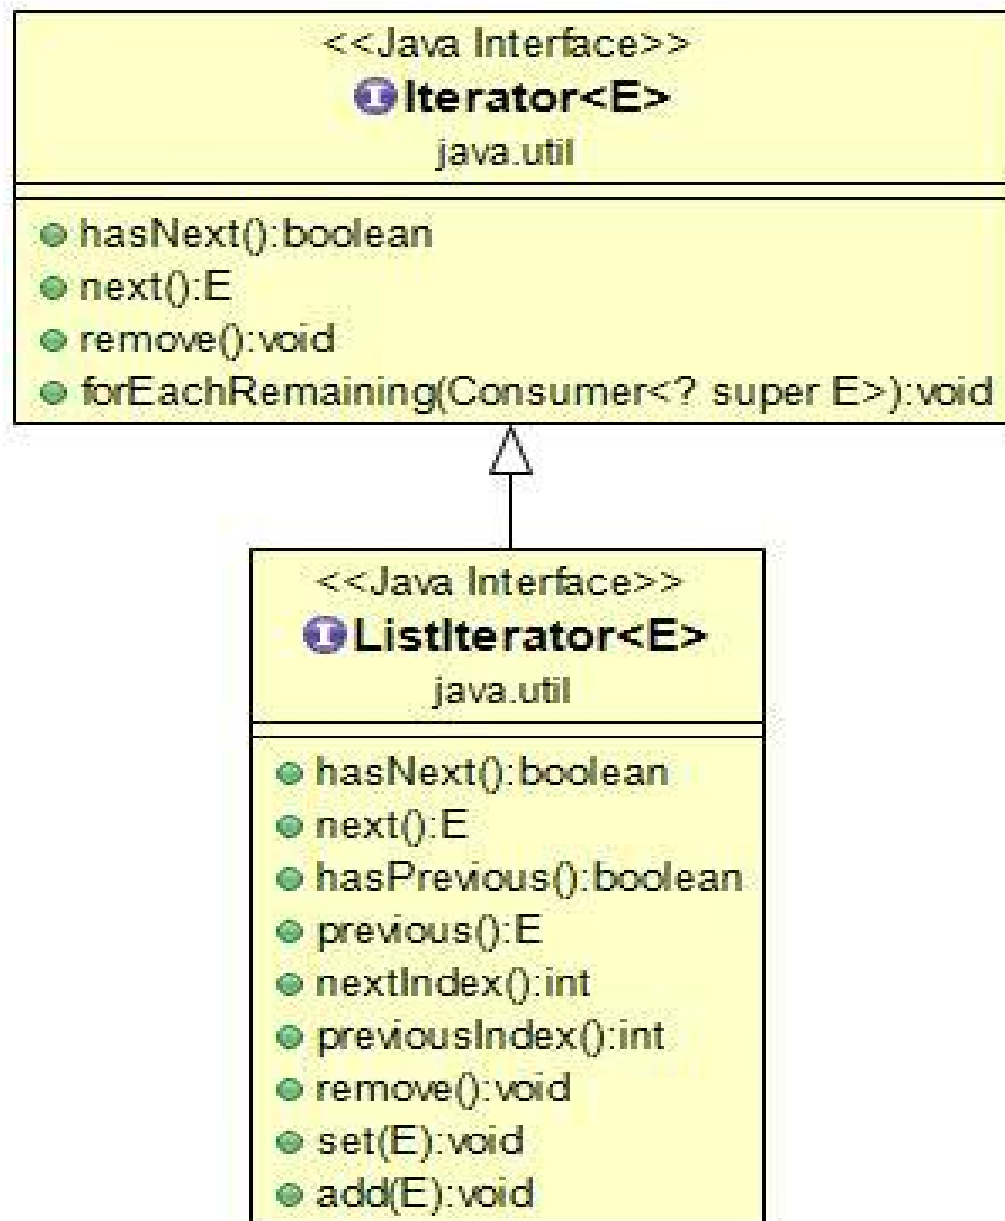 <<Java Interface>>
Iterator<E>
java.util
hasNext():boolean
next():E
remove():void
forEachRemaining(Consumer<? super E>):void
<<Java Interface>>
ListIterator<E>
java.util
hasNext():boolean
next():E
hasPrevious():boolean
previous():E
nextIndex():int
previousIndex():int
remove():void
set(E):void
add(E):void